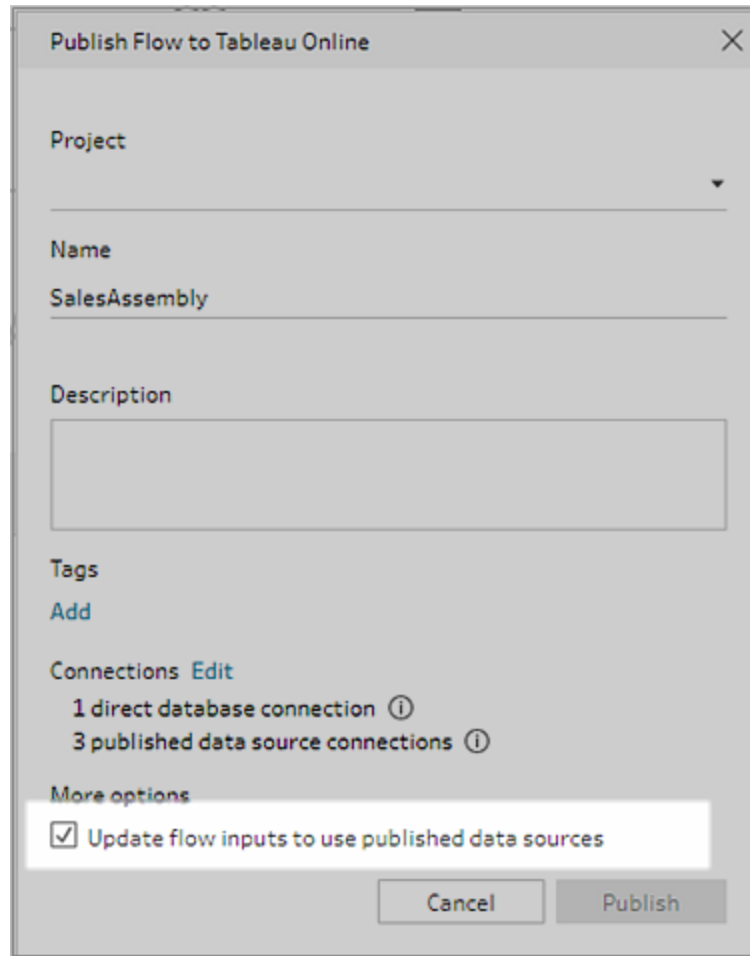 Publish Flow to Tableau Online
Project
Name
SalesAssembly
Description
Tags
Add
Connections Edit
1 direct database connection
3 published data source connections
More options
Update flow inputs to use published data sources
Cancel Publish